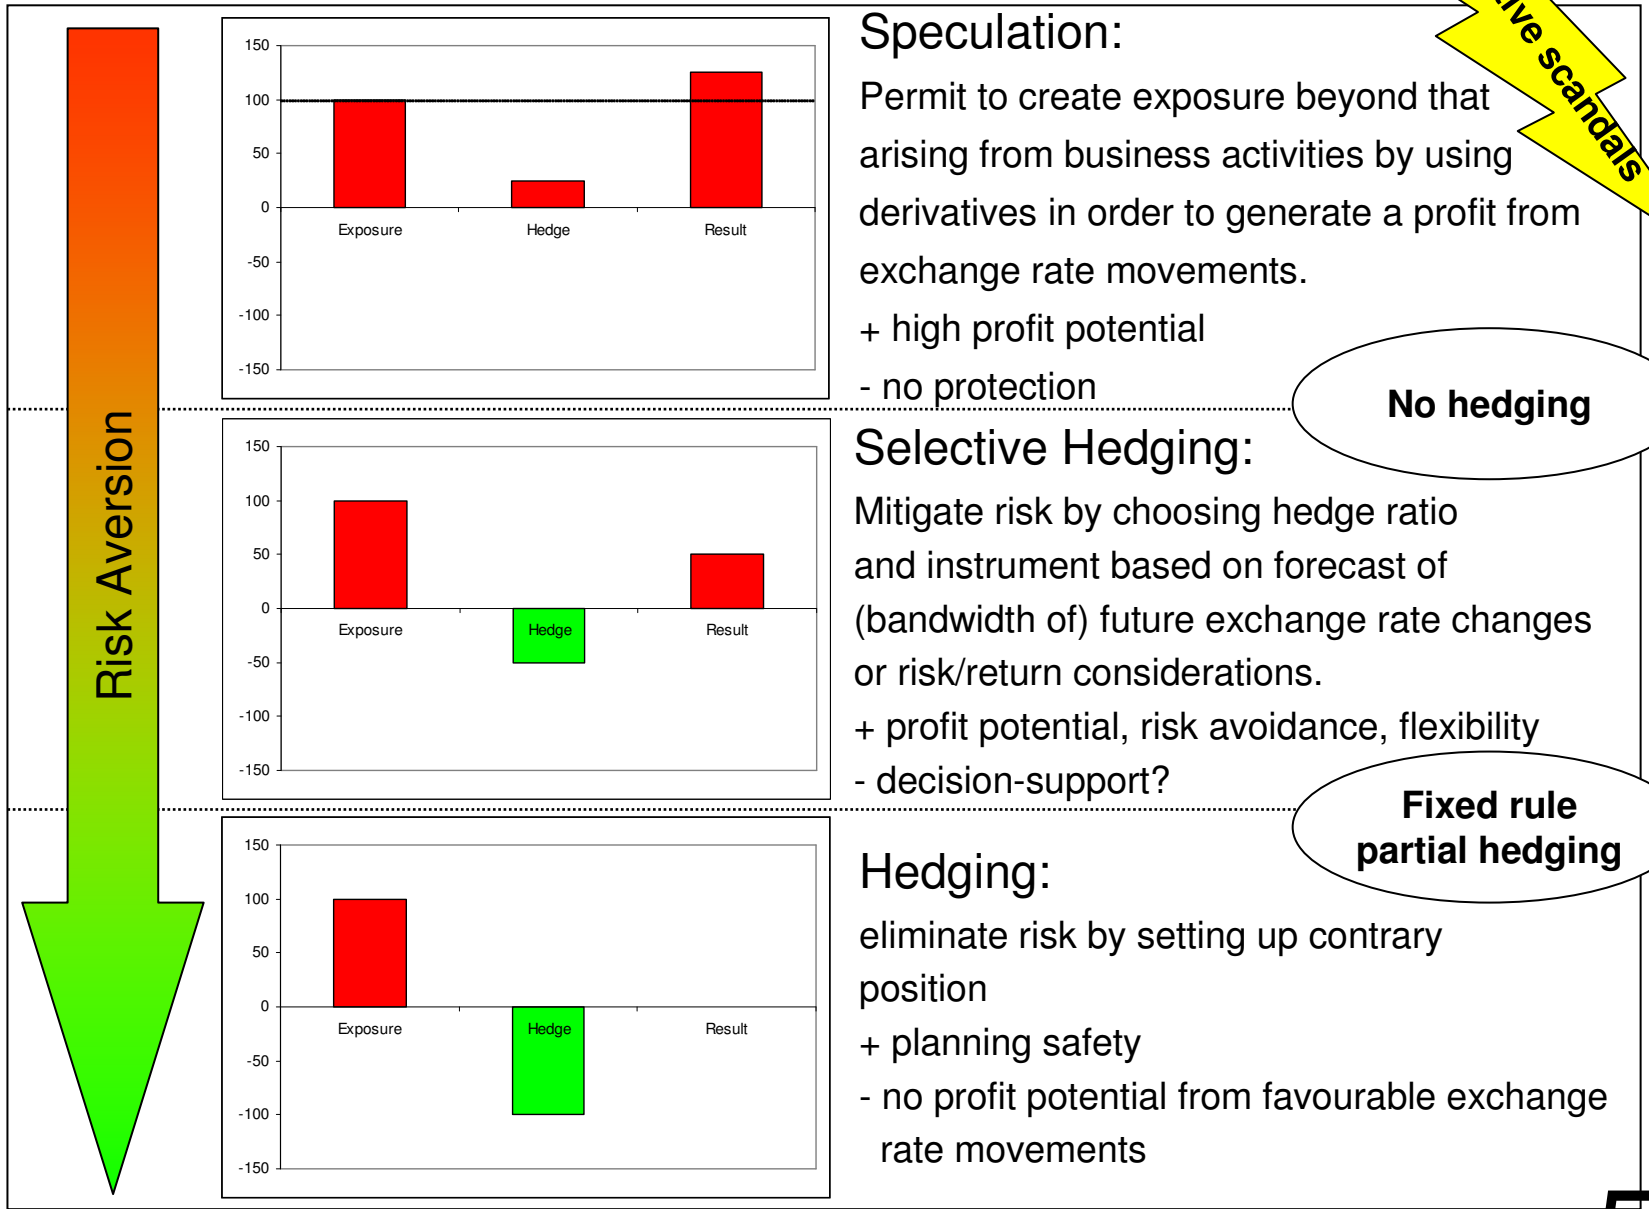 Risk Aversion
150
100
50
0
-50
-100
-150
Exposure Hedge Result
Speculation:
Permit to create exposure beyond that
arising from business activities by using
derivatives in order to generate a profit from
exchange rate movements.
+ high profit potential
- no protection
scandals
No hedging
150
100
50
0
-50
-100
-150
Exposure Hedge Result
Selective Hedging:
Mitigate risk by choosing hedge ratio
and instrument based on forecast of
(bandwidth of) future exchange rate changes
or risk/return considerations.
+ profit potential, risk avoidance, flexibility
- decision-support?
Fixed rule
partial hedging
150
100
50
0
-50
-100
-150
Exposure Hedge Result
Hedging:
eliminate risk by setting up contrary
position
+ planning safety
- no profit potential from favourable exchange
rate movements